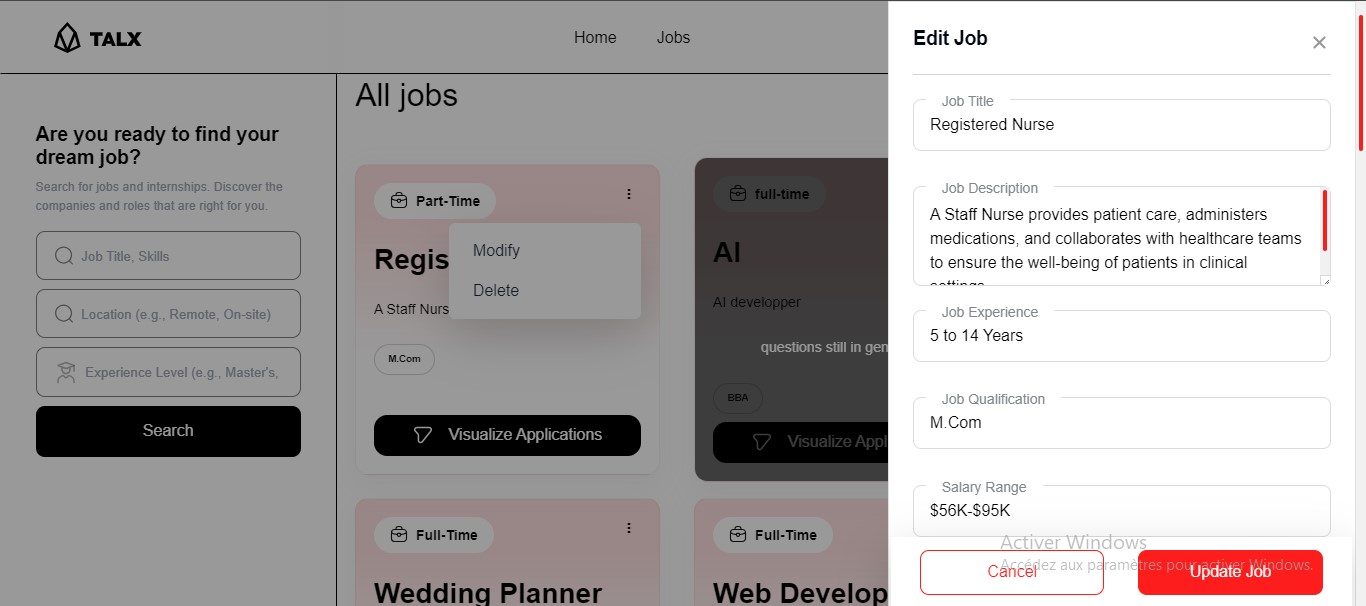 TALX
Home
Jobs
Are you ready to find your
dream job?
Search for jobs and internships. Discover the
companies and roles that are right for you.
Job Title, Skills
Location (e.g., Remote, On-site)
Experience Level (e.g., Master's,
Search
All jobs
Part-Time
Regis
Modify
Delete
A Staff Nurs
M.Com
Visualize Applications
full-time
AI
AI developper
questions still in gen
BBA
Visualize Appl
Full-Time
Wedding Planner
Full-Time
Web Develop
Edit Job
Job Title
Registered Nurse
Job Description
A Staff Nurse provides patient care, administers
medications, and collaborates with healthcare teams
to ensure the well-being of patients in clinical
settings
Job Experience
5 to 14 Years
Job Qualification
M.Com
Salary Range
$56K-$95K
Activer Windows
Accédez aux paramètres pour activer Windows.
Cancel
Update Job